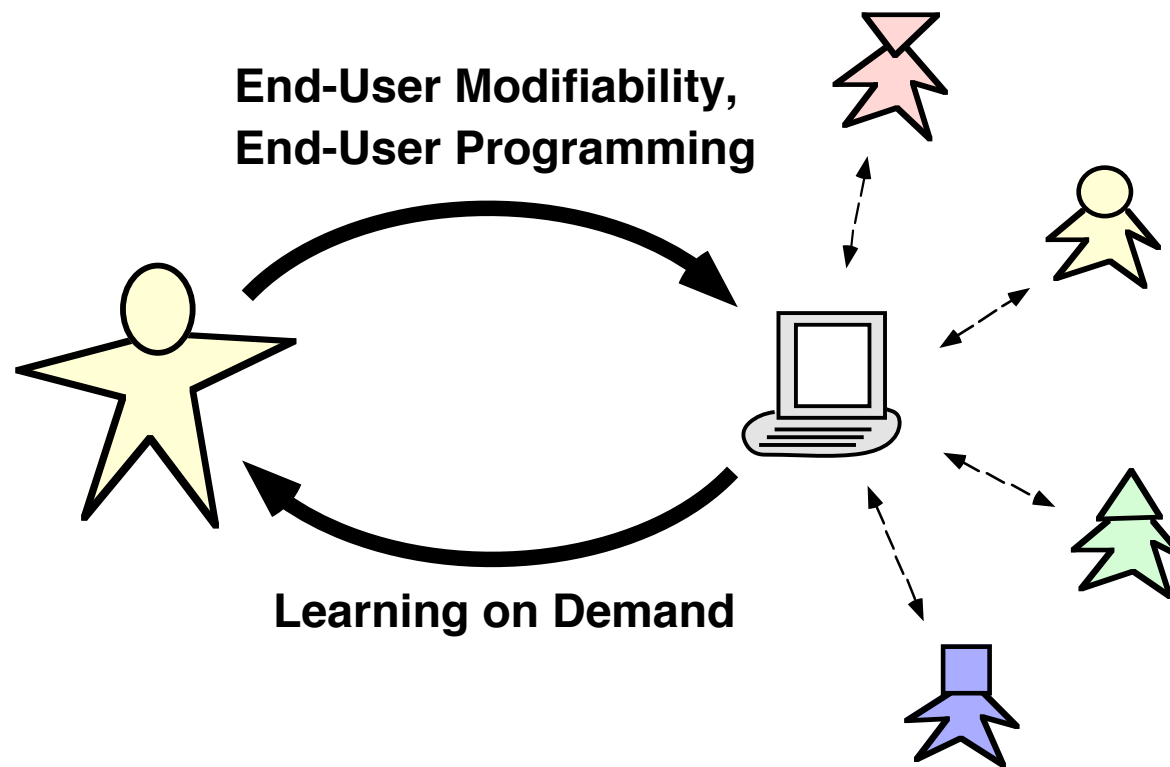 End-User Modifiability,
End-User Programming
Learning on Demand